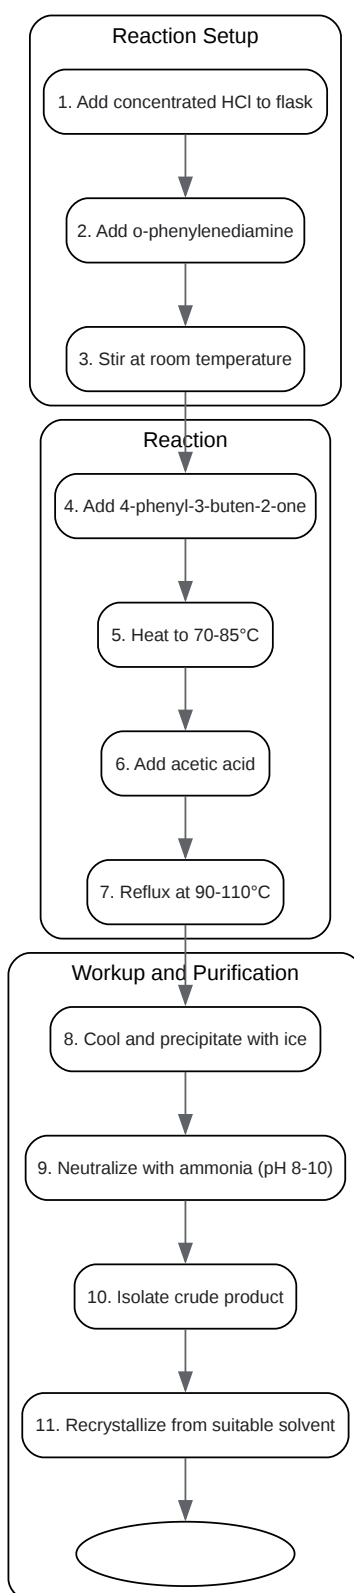 Reaction Setup
1. Add concentrated HCl to flask
2. Add o-phenylenediamine
3. Stir at room temperature
Reaction
4. Add 4-phenyl-3-buten-2-one
5. Heat to 70-85°C
6. Add acetic acid
7. Reflux at 90-110°C
Workup and Purification
8. Cool and precipitate with ice
9. Neutralize with ammonia (pH 8-10)
10. Isolate crude product
11. Recrystallize from suitable solvent